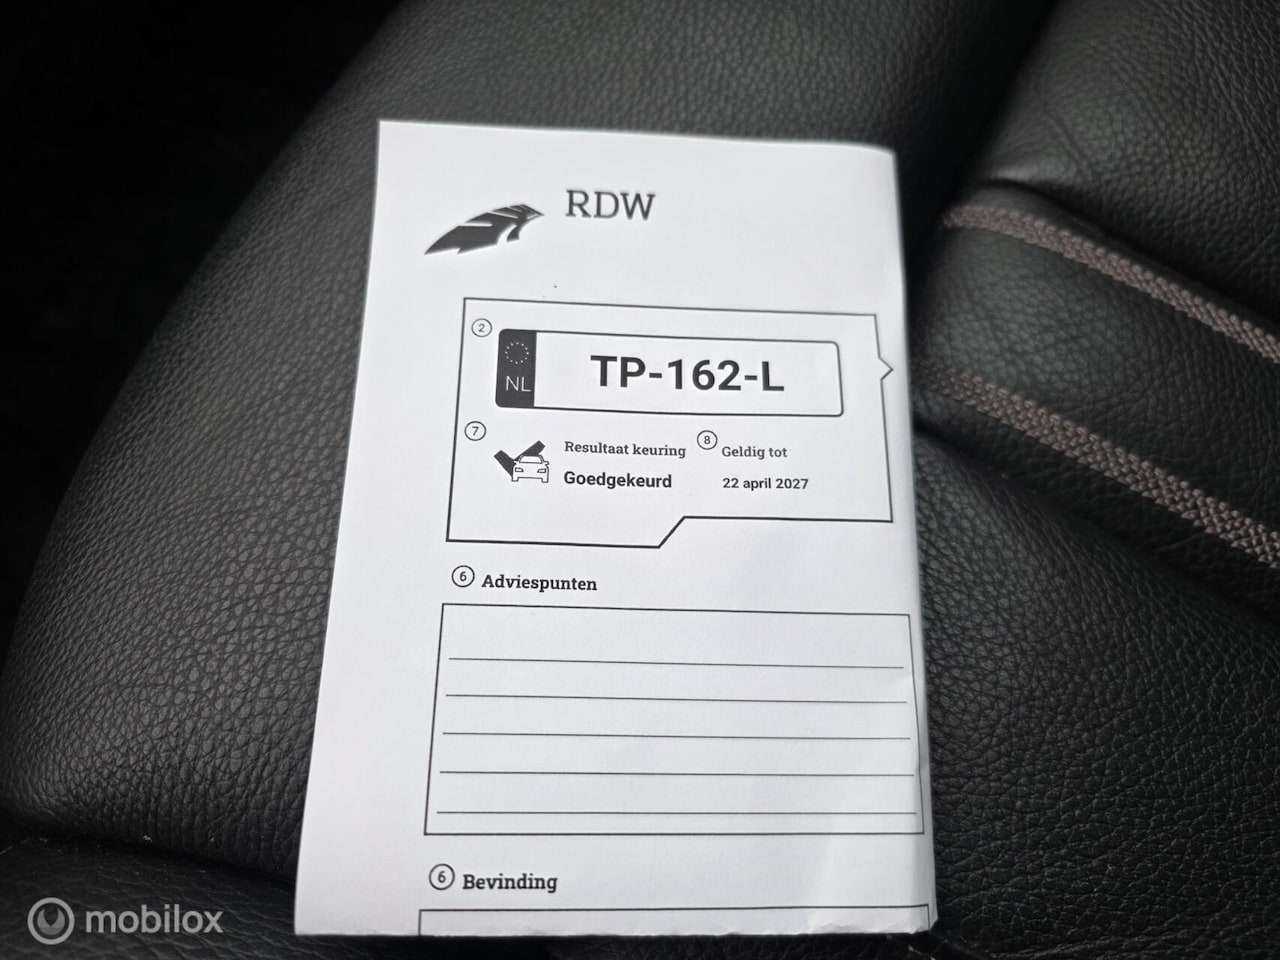 RDW
2
NL
TP-162-L
7
Resultaat keuring
Goedgekeurd
8
Geldig tot
22 april 2027
6 Adviespunten
6 Bevinding
mobilox